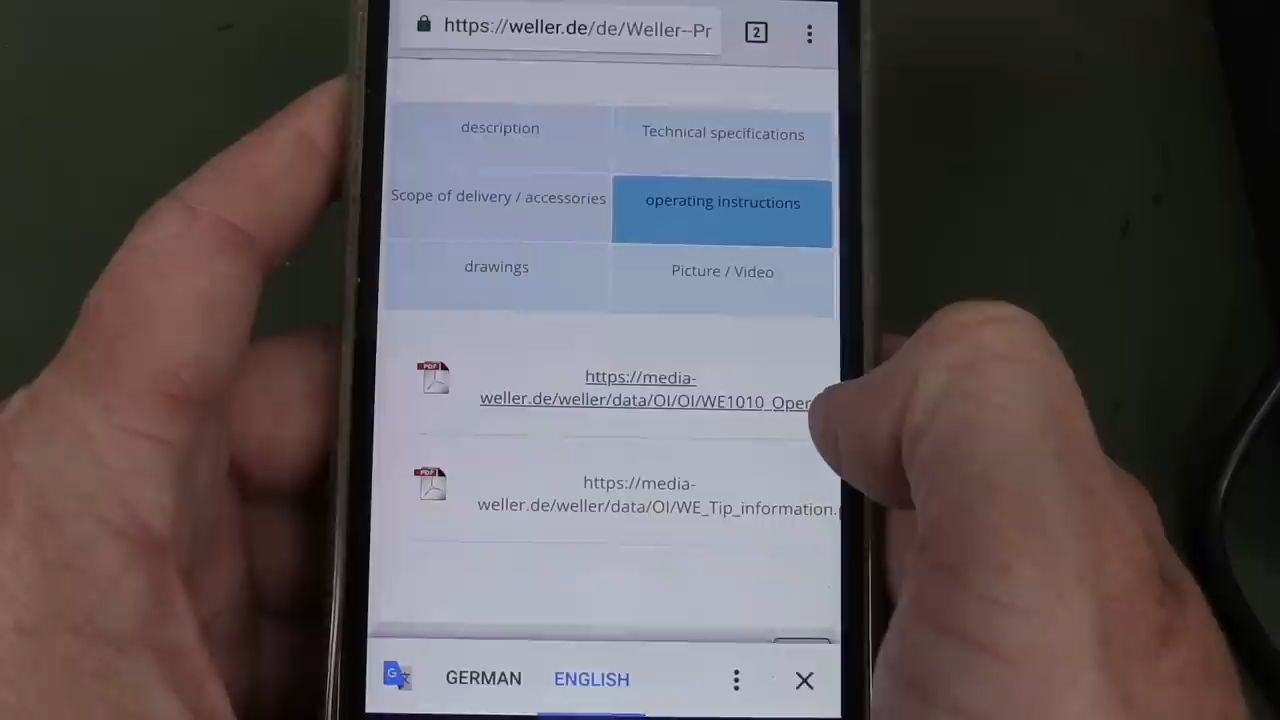 https://weller.de/de/Weller--Pr
2
description
Technical specifications
Scope of delivery / accessories
operating instructions
drawings
Picture / Video
PDF
https://media-
weller.de/weller/data/OI/OI/WE1010_Oper
PDF
https://media-
weller.de/weller/data/OI/WE_Tip_information.
G
GERMAN
ENGLISH